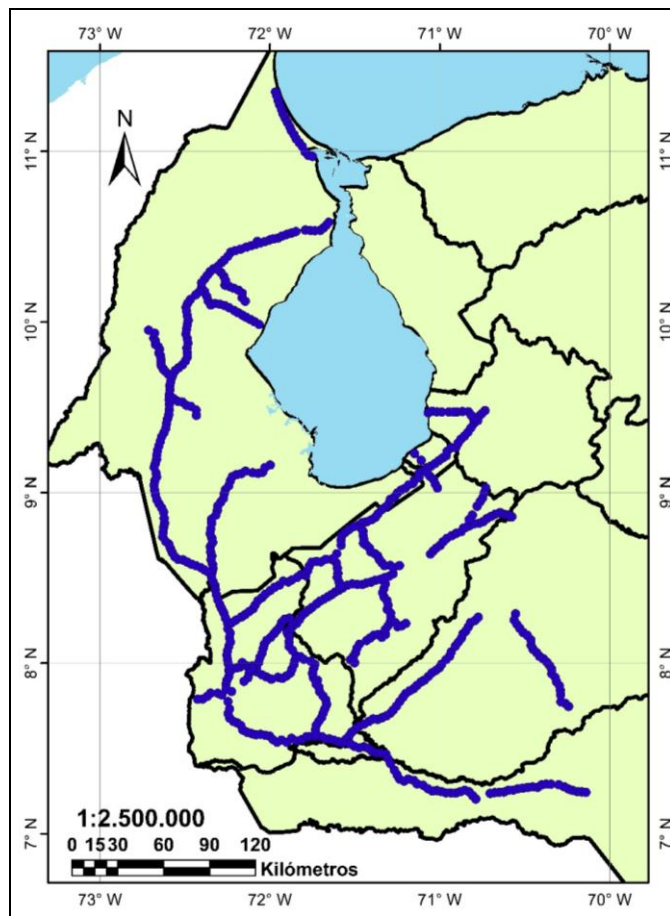 73° W 72° W 71° W 70° W
N
11° N 11° N
10° N 10° N
9° N 9° N
8° N 8° N
7° N 7° N
1:2.500.000
0 15 30 60 90 120
Kilómetros
73° W 72° W 71° W 70° W